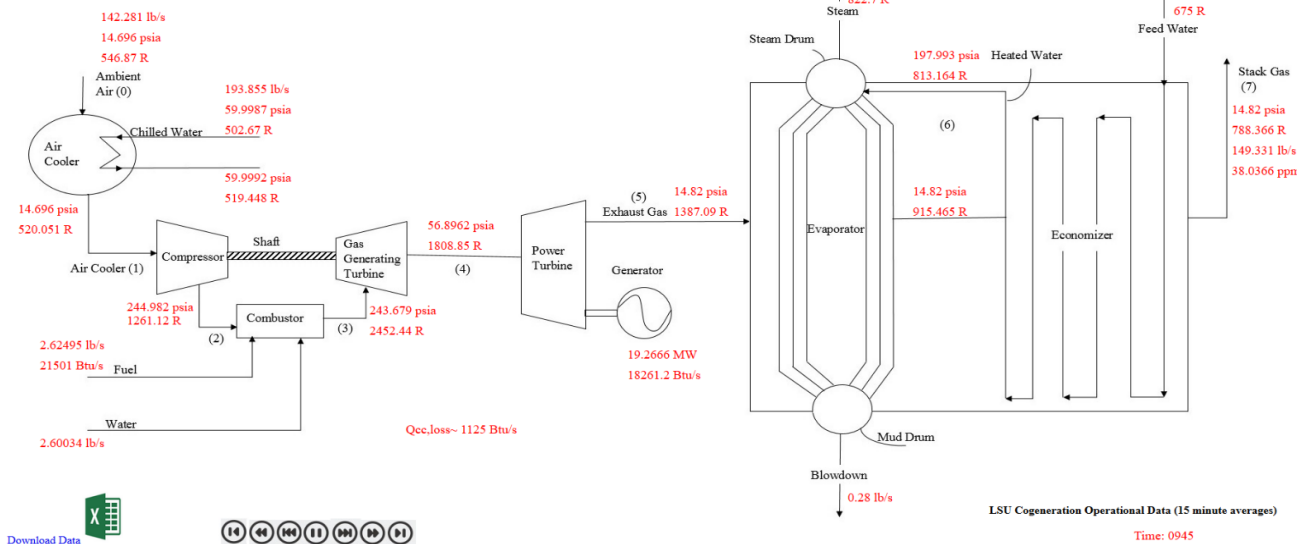 142.281 lb/s
14.696 psia
546.87 R
Ambient
Air (0)
193.855 lb/s
59.9987 psia
502.67 R
Chilled Water
Air
Cooler
59.9992 psia
519.448 R
14.696 psia
520.051 R
Air Cooler (1)
Compressor
Shaft
Gas
Generating
Turbine
56.8962 psia
1808.85 R
(4)
244.982 psia
1261.12 R
(2)
Combustor
(3)
243.679 psia
2452.44 R
2.62495 lb/s
21501 Btu/s
Fuel
Water
2.60034 lb/s
Qcc,loss~ 1125 Btu/s
Power
Turbine
(5)
Exhaust Gas
14.82 psia
1387.09 R
Generator
19.2666 MW
18261.2 Btu/s
822.7 R
Steam
Steam Drum
197.993 psia
813.164 R
Heated Water
675 R
Feed Water
Stack Gas
(7)
14.82 psia
788.366 R
149.331 lb/s
38.0366 ppm
(6)
14.82 psia
915.465 R
Evaporator
Economizer
Mud Drum
Blowdown
0.28 lb/s
X
Download Data
LSU Cogeneration Operational Data (15 minute averages)
Time: 0945